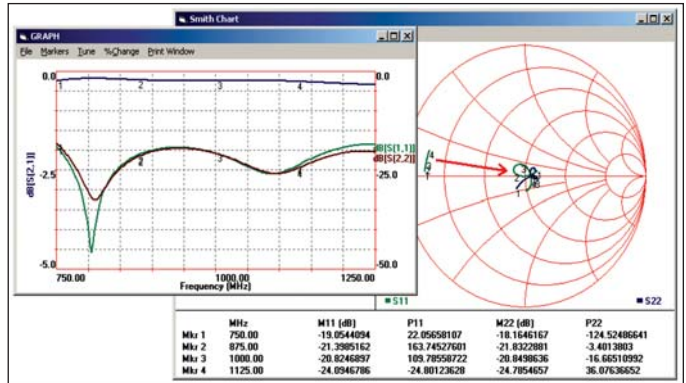 Smith Chart
GRAPH
File Markers Tune %Change Print Window
0.0
0.0
1 2 3 4
dB[S(2,1)]
-2.5
-25.0
dB[S(1,1)]
dB[S(2,2)]
-5.0
-50.0
750.00 1000.00 1250.00
Frequency (MHz)
S11
S22
MHz M11 (dB) P11 M22 (dB) P22
Mkr 1 750.00 -19.0544094 22.05658107 -18.1646167 -124.52486641
Mkr 2 875.00 -21.3985162 163.74527601 -21.8332881 -3.4013803
Mkr 3 1000.00 -20.8246897 109.78558722 -20.8498636 -16.66510992
Mkr 4 1125.00 -24.0946786 -24.80123628 -24.7854657 36.07636652